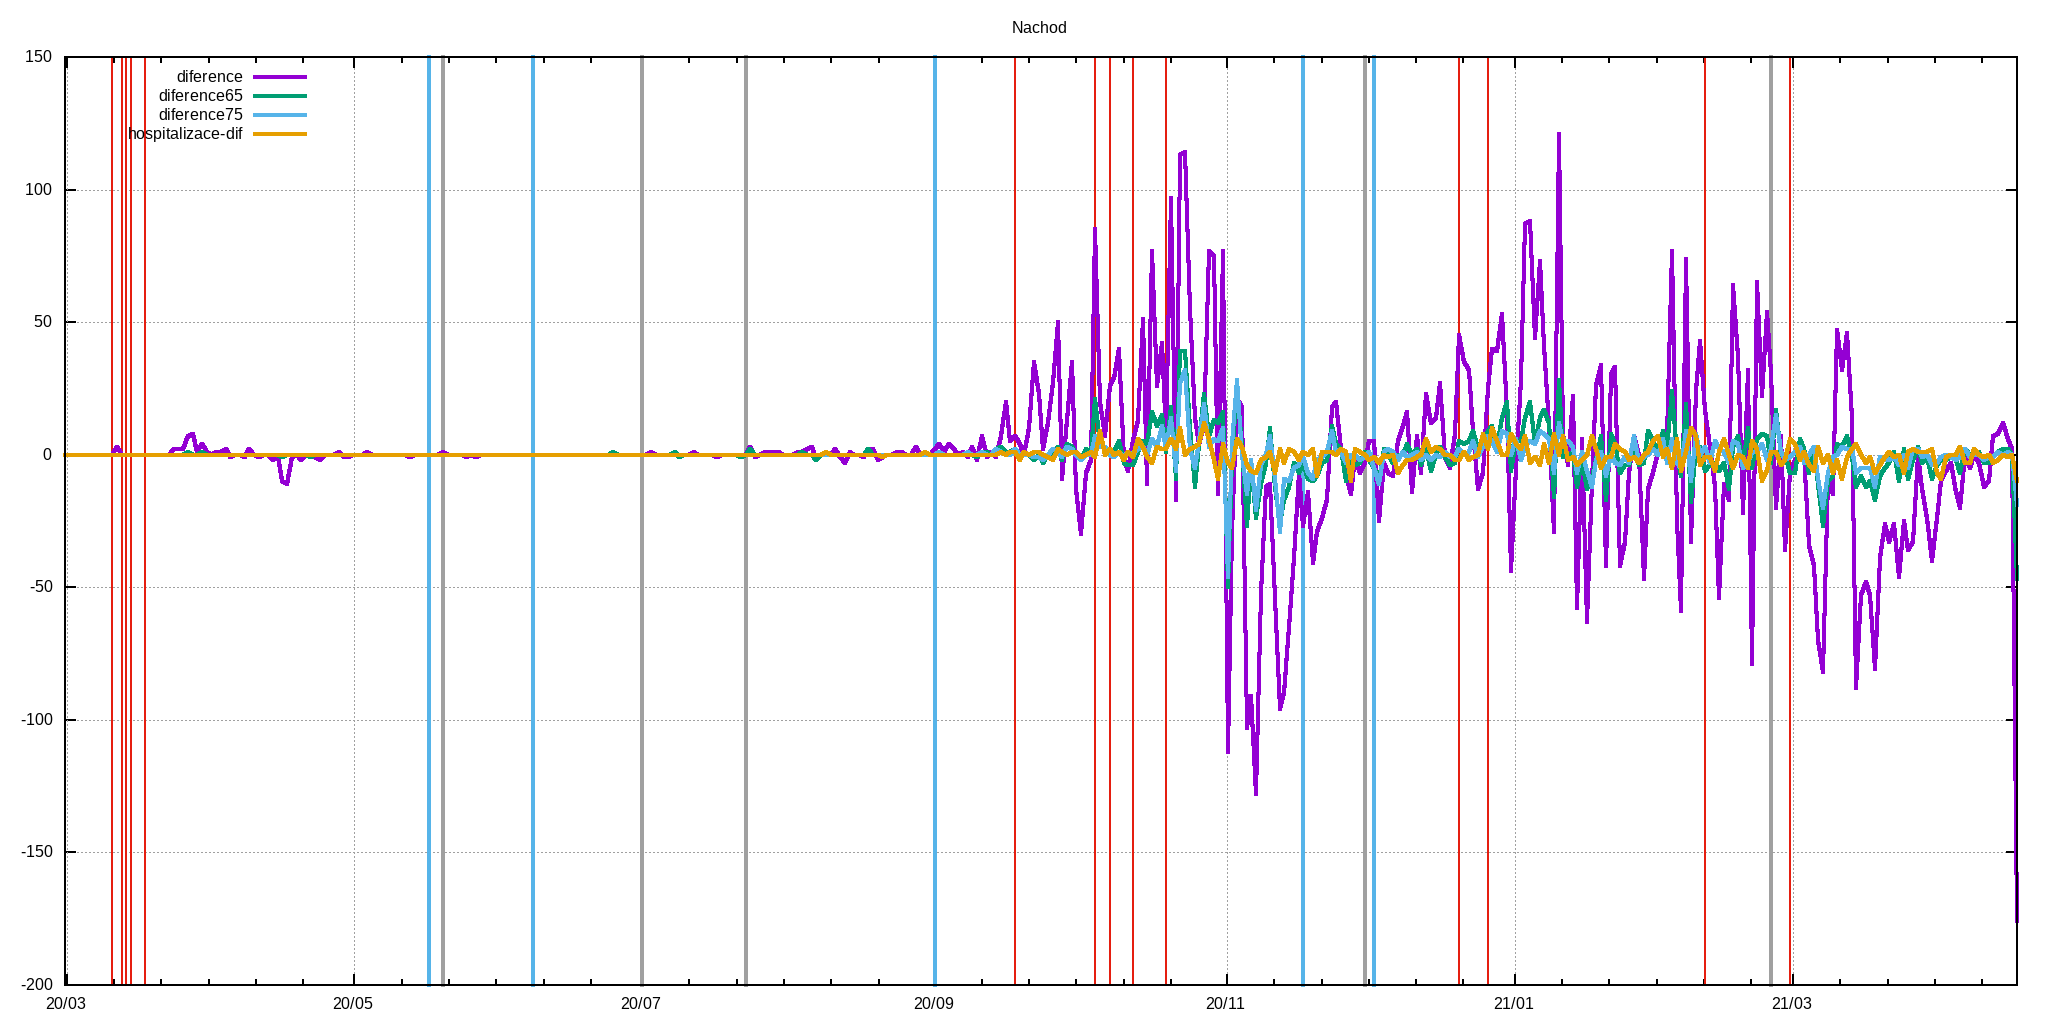 Nachod
150
diference
diference65
diference75
hospitalizace-dif
100
50
0
-50
-100
-150
-200
20/03 20/05 20/07 20/09 20/11 21/01 21/03